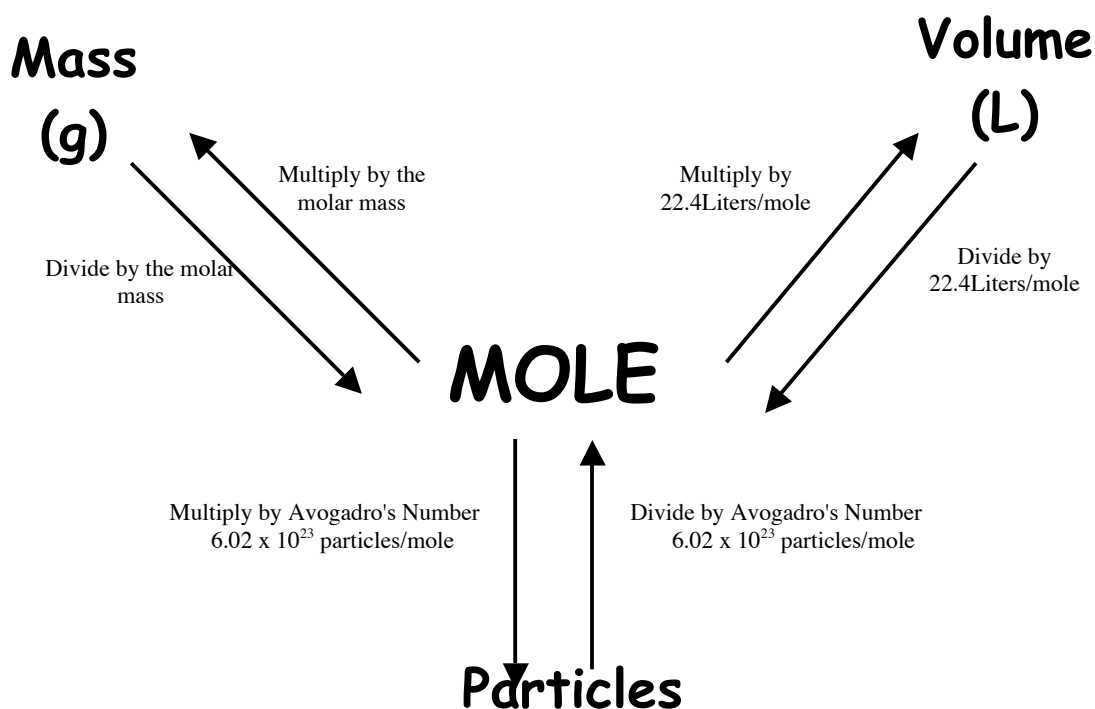 Mass
(g)
Volume
(L)
Multiply by the
molar mass
Multiply by
22.4Liters/mole
Divide by the molar
mass
Divide by
22.4Liters/mole
MOLE
Multiply by Avogadro's Number
6.02 x 10²³ particles/mole
Divide by Avogadro's Number
6.02 x 10²³ particles/mole
Particles